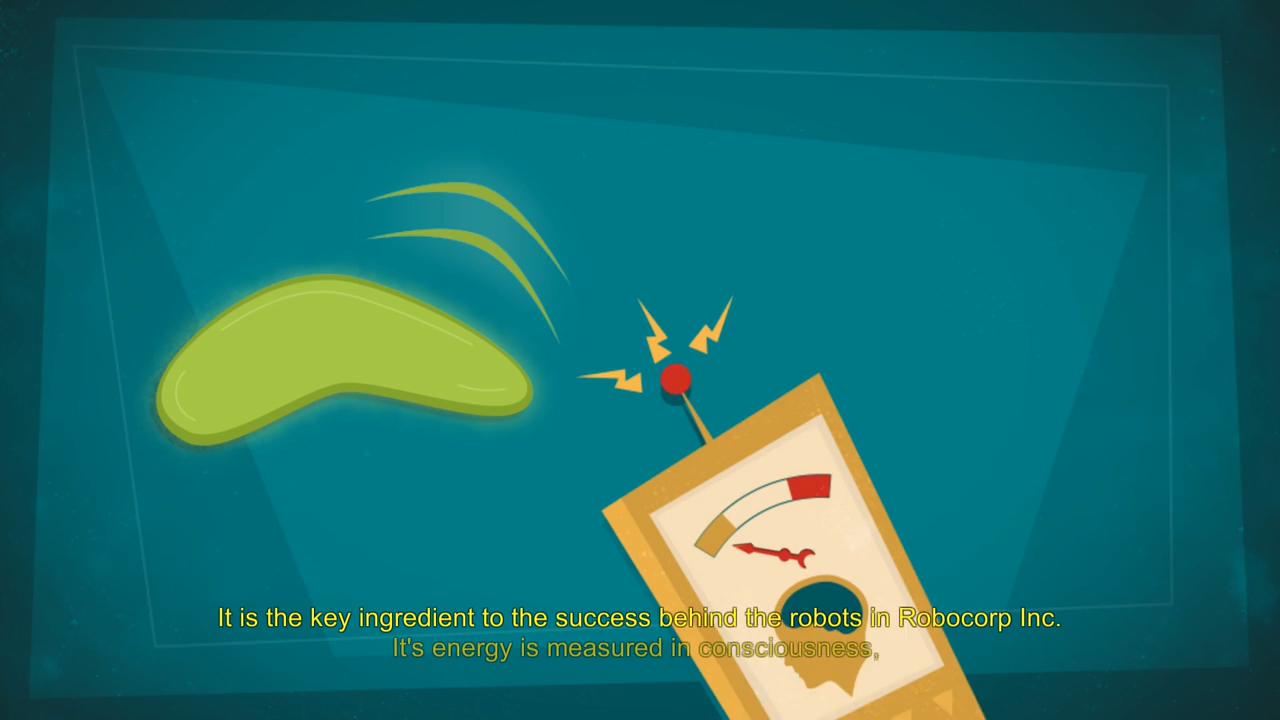 It is the key ingredient to the success behind the robots in Robocorp Inc.
It's energy is measured in consciousness,